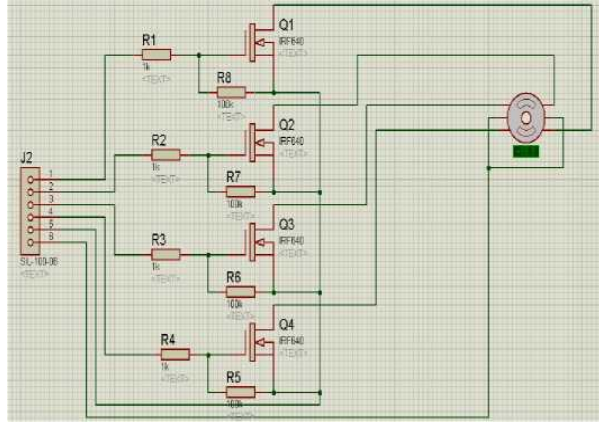 Q1
R1
IRF640
1k
<TEXT>
<TEXT>
R8
100k
<TEXT>
Q2
R2
IRF640
1k
<TEXT>
<TEXT>
J2
R7
100k
<TEXT>
1
2
3
4
5
6
Q3
R3
IRF640
1k
<TEXT>
<TEXT>
SIL-100-06
<TEXT>
R6
100k
<TEXT>
Q4
R4
IRF640
1k
<TEXT>
<TEXT>
R5
100k
<TEXT>